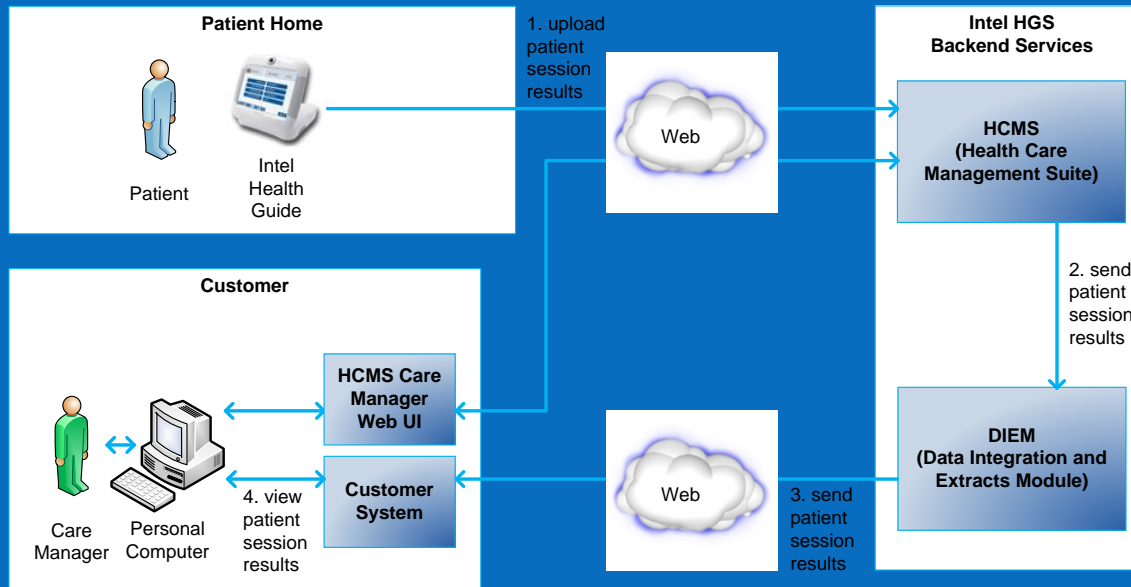 Patient Home
Patient
Intel
Health
Guide
1. upload
patient
session
results
Web
Intel HGS
Backend Services
HCMS
(Health Care
Management Suite)
2. send
patient
session
results
DIEM
(Data Integration and
Extracts Module)
3. send
patient
session
results
Web
Customer
HCMS Care
Manager
Web UI
Customer
System
4. view
patient
session
results
Care
Manager
Personal
Computer